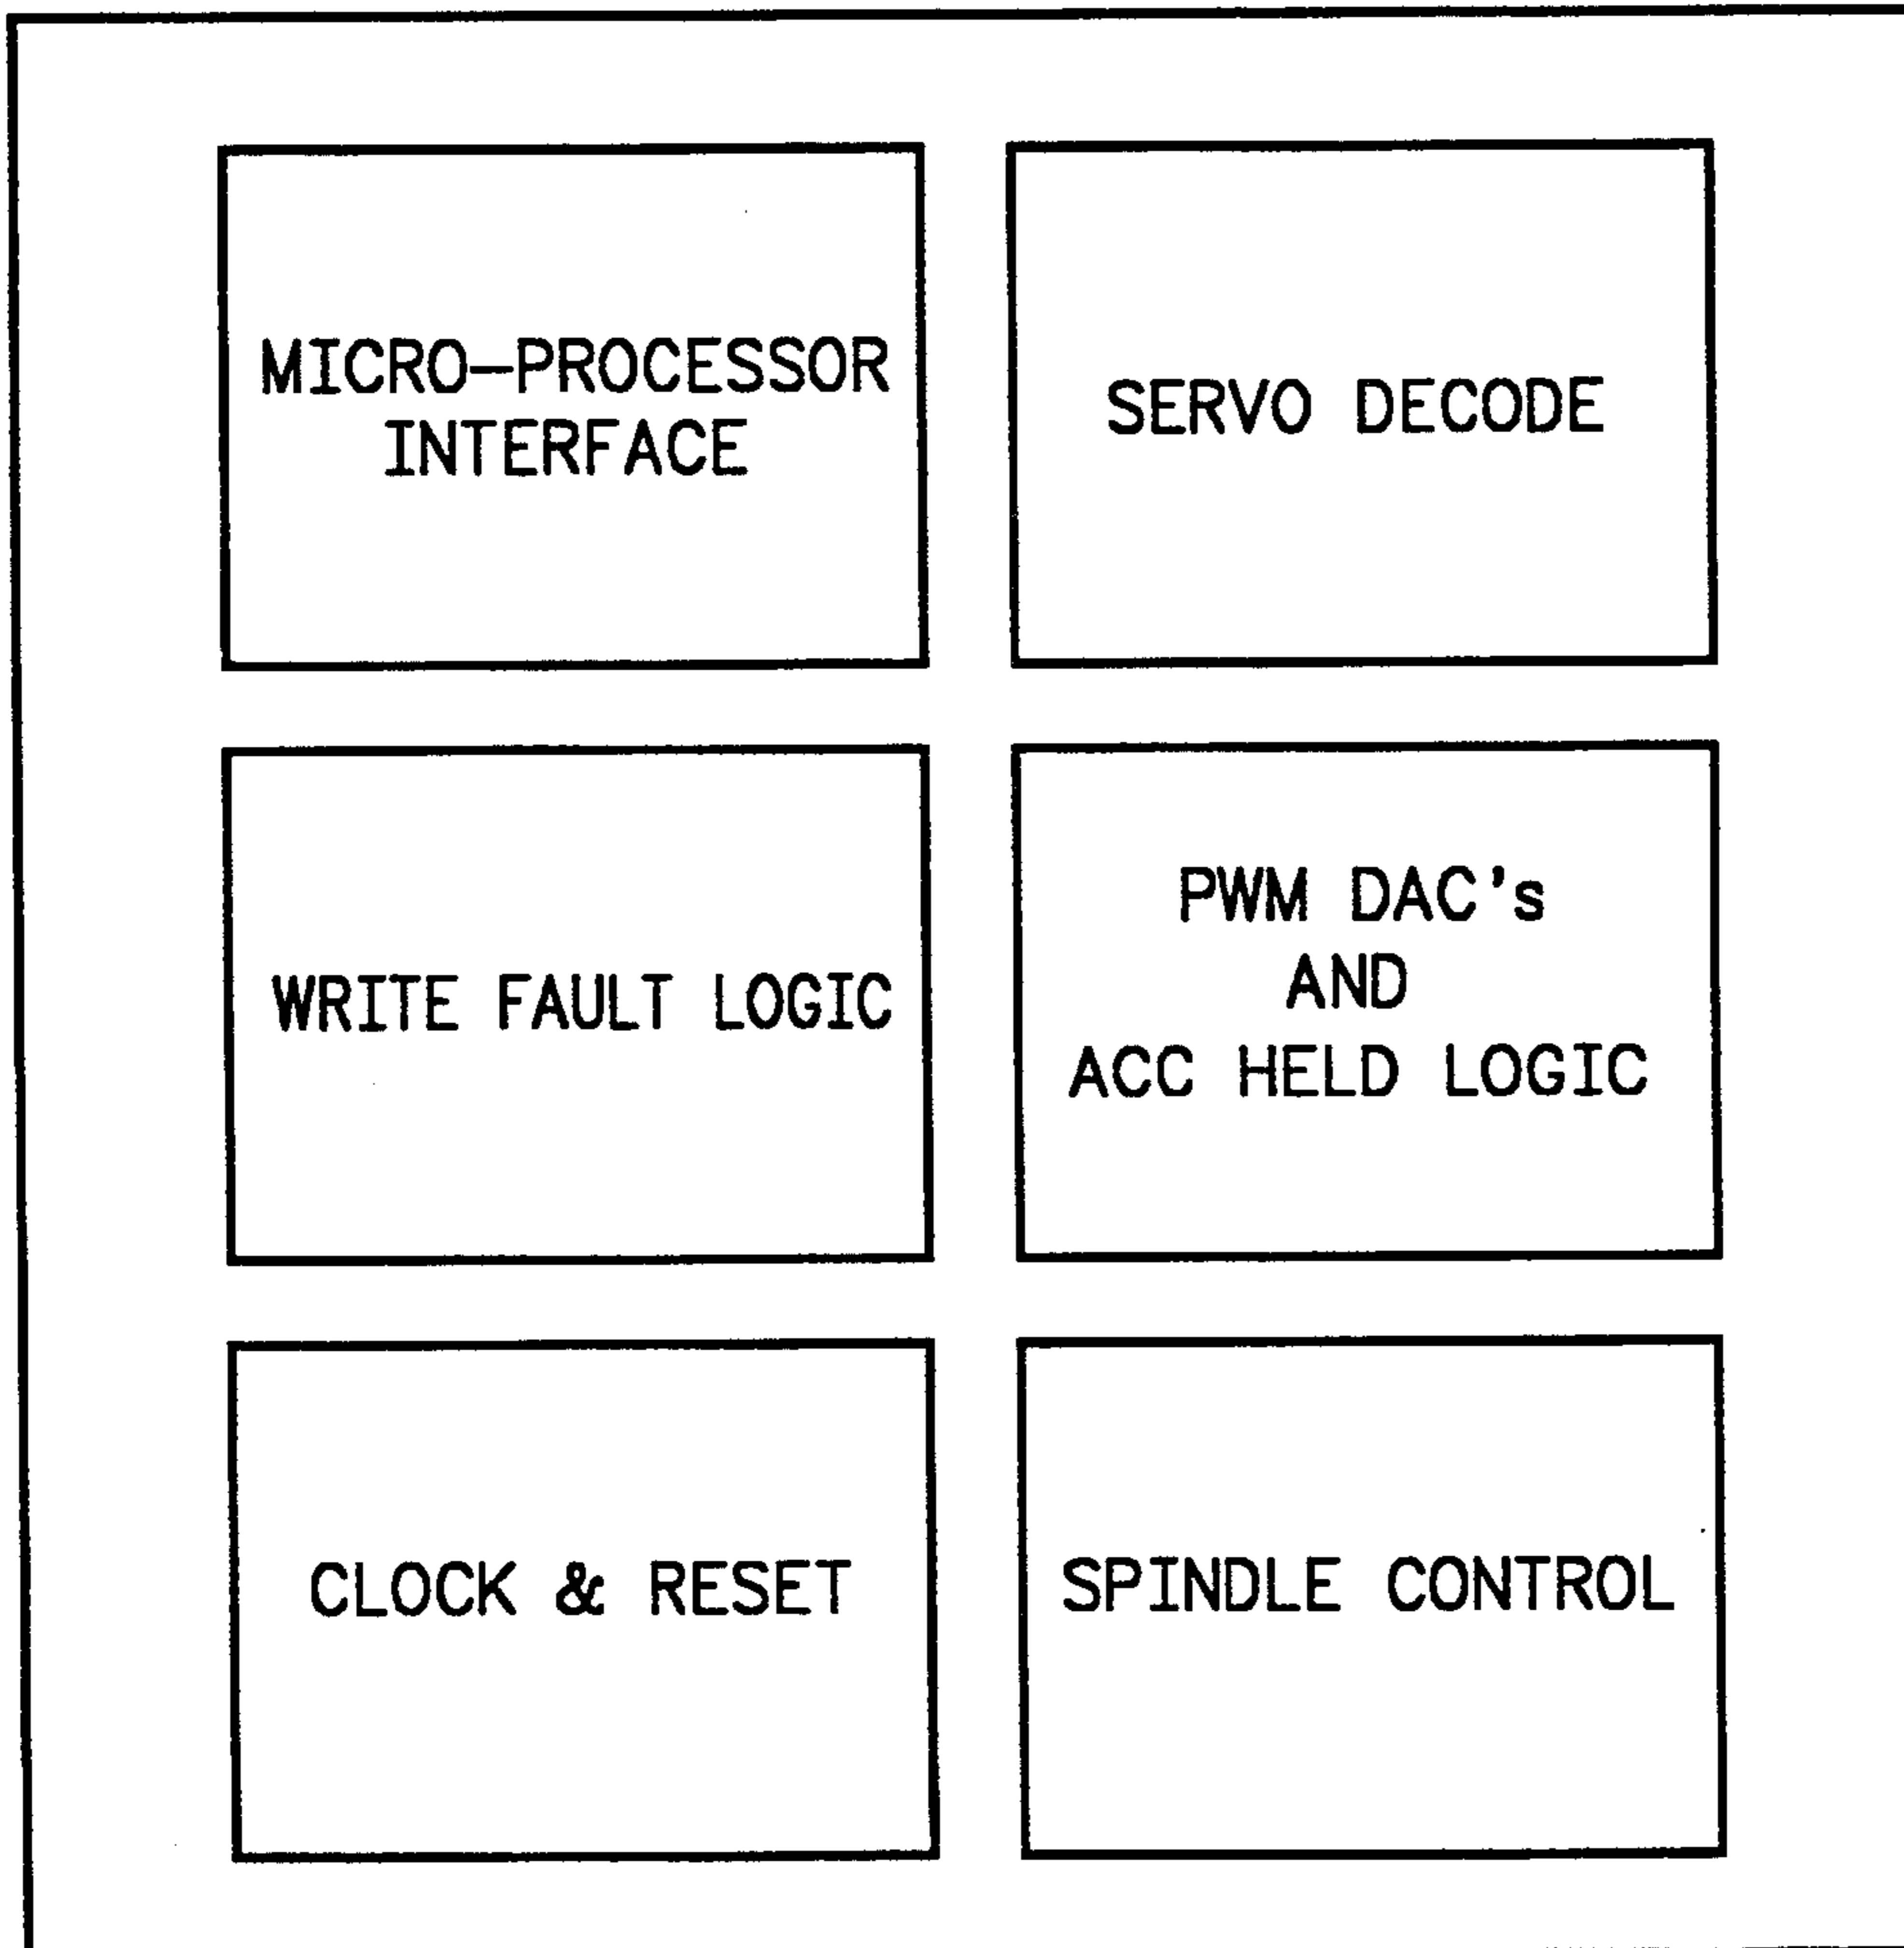 MICRO-PROCESSOR
INTERFACE
SERVO DECODE
WRITE FAULT LOGIC
PWM DAC's
AND
ACC HELD LOGIC
CLOCK & RESET
SPINDLE CONTROL